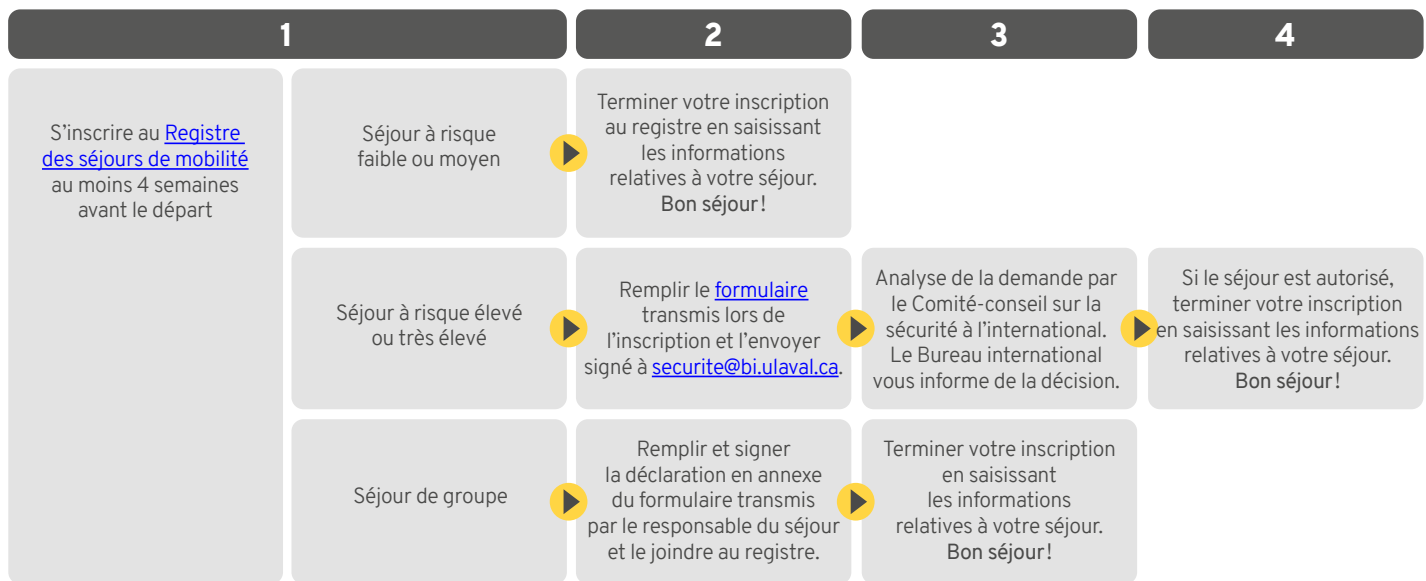 1
2
3
4
S’inscrire au Registre
des séjours de mobilité
au moins 4 semaines
avant le départ
Séjour à risque
faible ou moyen
Terminer votre inscription
au registre en saisissant
les informations
relatives à votre séjour.
Bon séjour !
Séjour à risque élevé
ou très élevé
Remplir le formulaire
transmis lors de
l’inscription et l’envoyer
signé à securite@bi.ulaval.ca.
Analyse de la demande par
le Comité-conseil sur la
sécurité à l’international.
Le Bureau international
vous informe de la décision.
Si le séjour est autorisé,
terminer votre inscription
en saisissant les informations
relatives à votre séjour.
Bon séjour !
Séjour de groupe
Remplir et signer
la déclaration en annexe
du formulaire transmis
par le responsable du séjour
et le joindre au registre.
Terminer votre inscription
en saisissant
les informations
relatives à votre séjour.
Bon séjour !